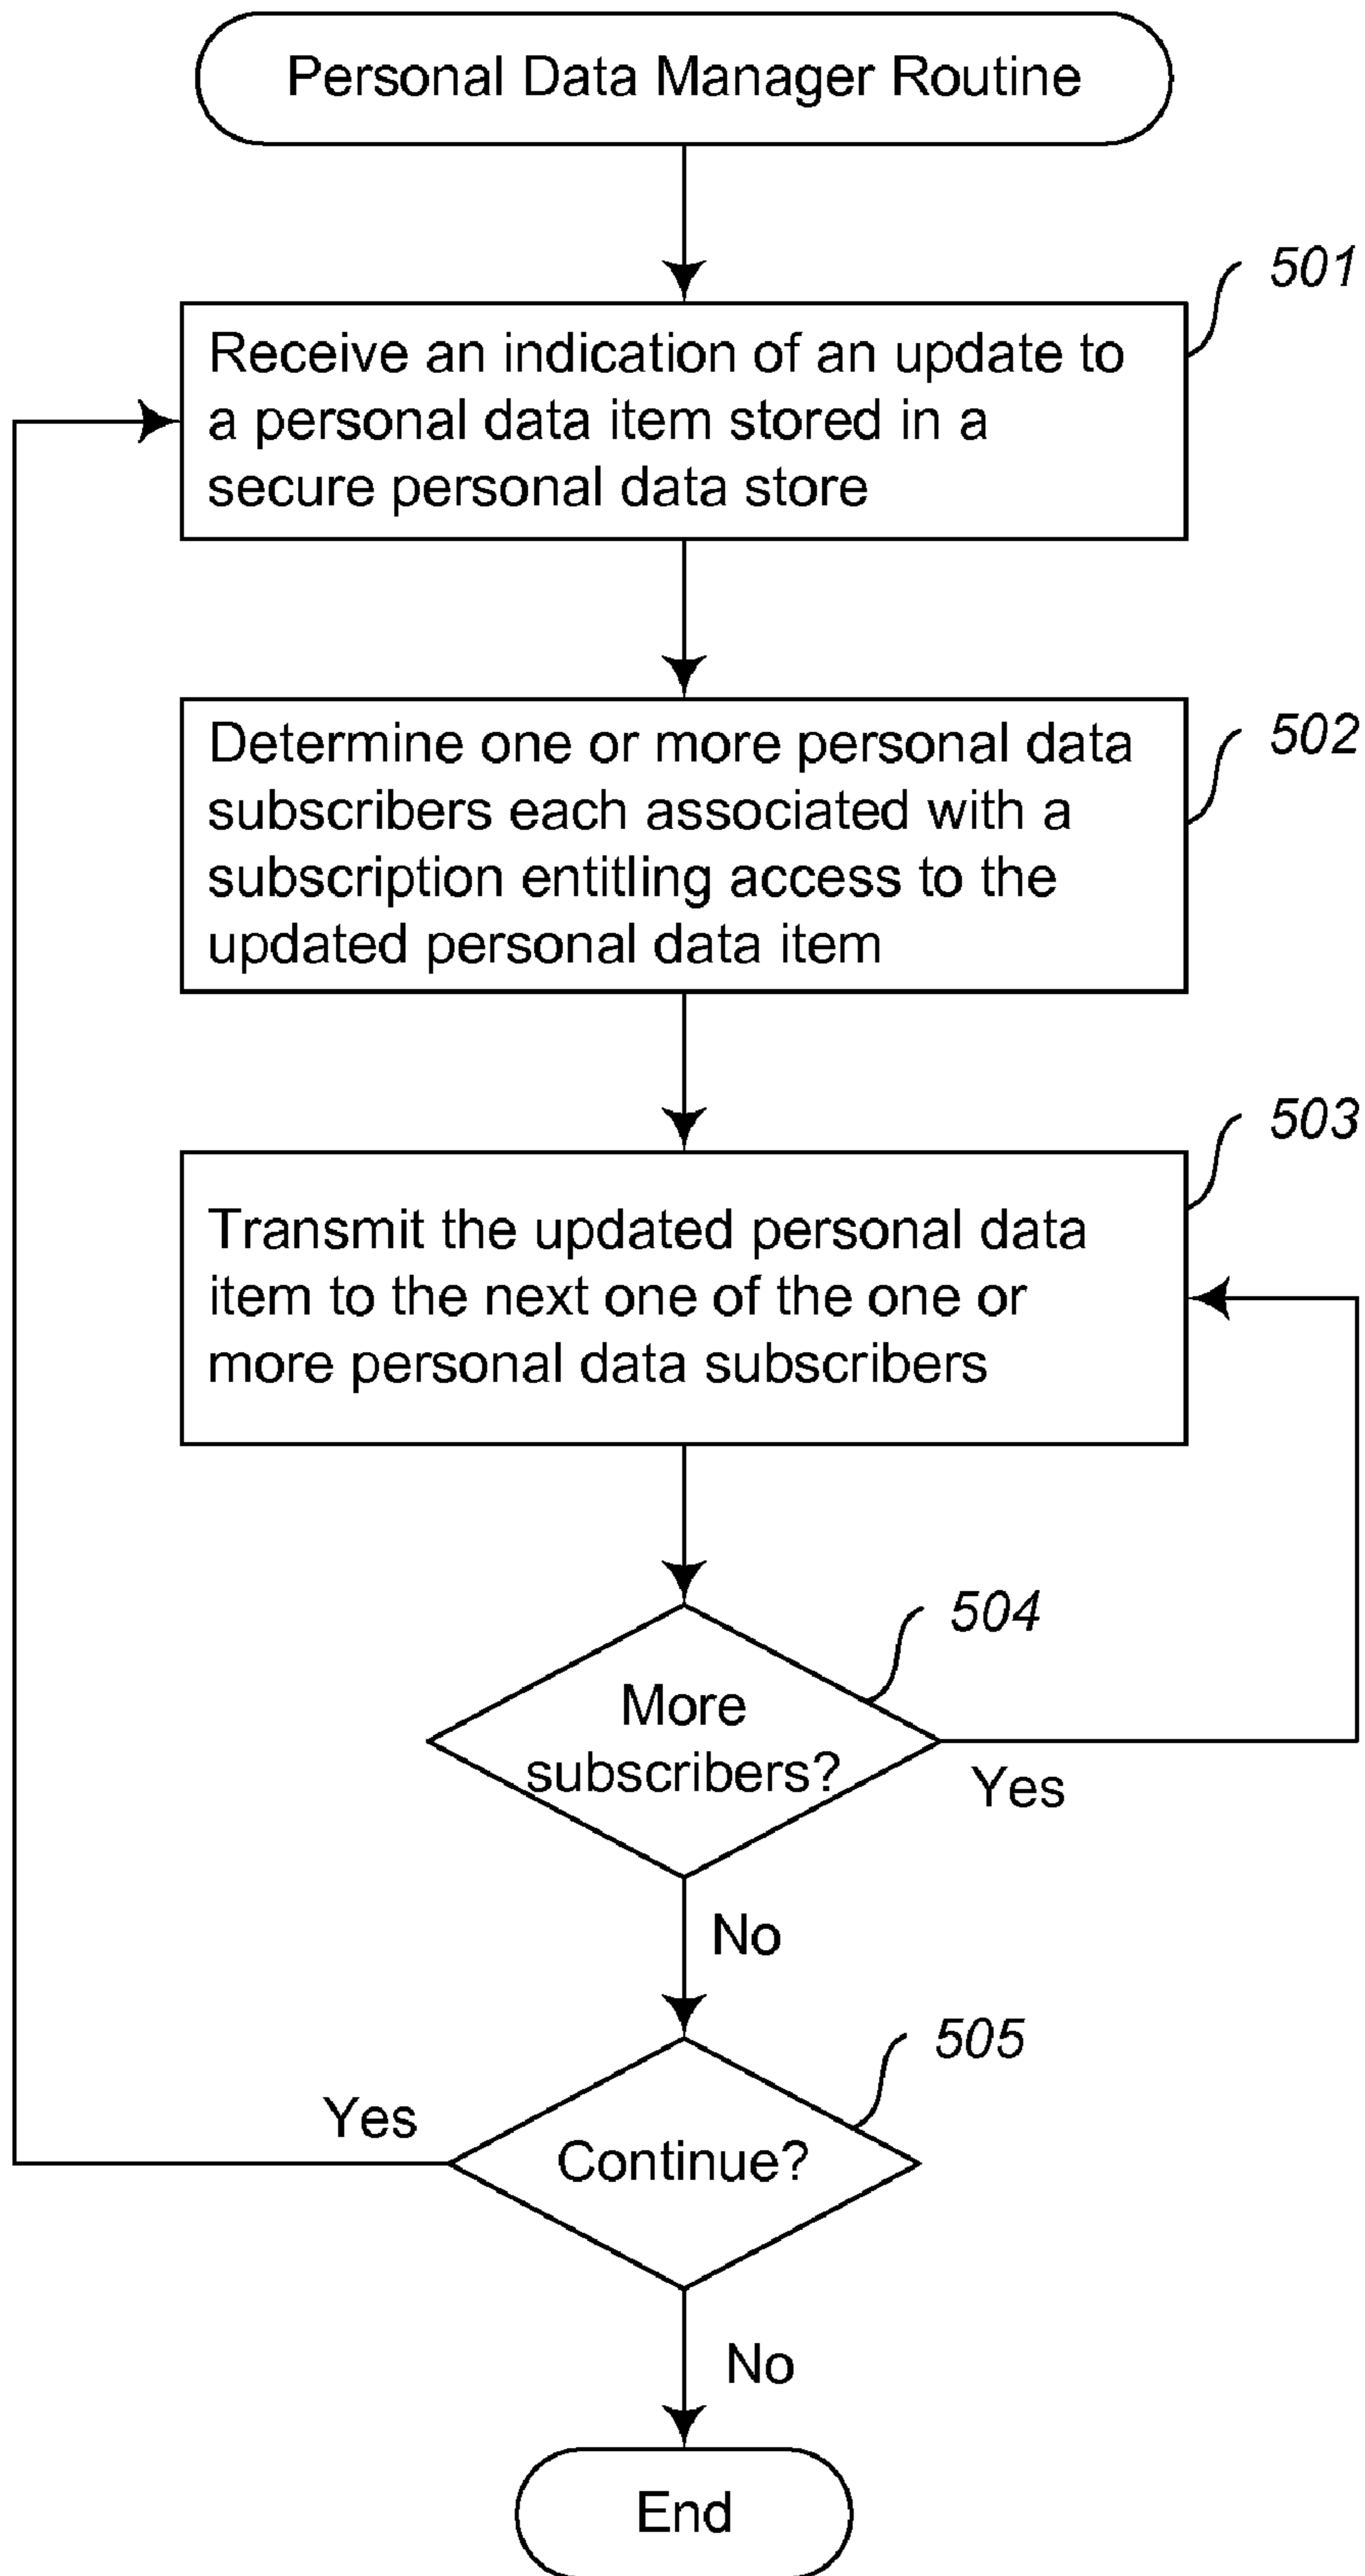 Personal Data Manager Routine
501
Receive an indication of an update to
a personal data item stored in a
secure personal data store
502
Determine one or more personal data
subscribers each associated with a
subscription entitling access to the
updated personal data item
503
Transmit the updated personal data
item to the next one of the one or
more personal data subscribers
504
More
subscribers?
Yes
No
505
Yes
Continue?
No
End